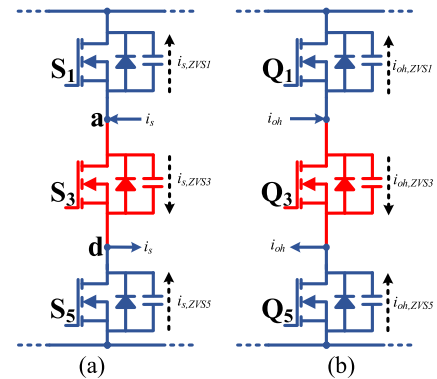 S1
is,ZVS1
a
is
S3
is,ZVS3
d
is
S5
is,ZVS5
(a)
Q1
ioh,ZVS1
ioh
Q3
ioh,ZVS3
ioh
Q5
ioh,ZVS5
(b)